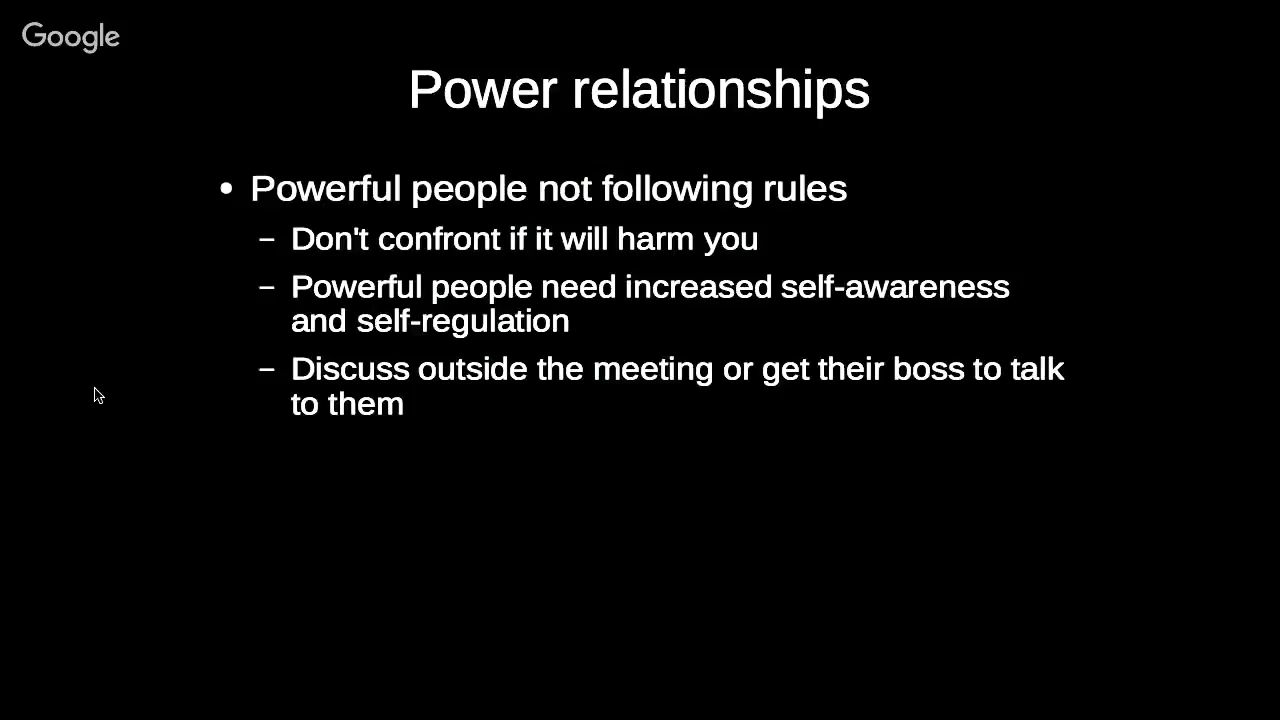 Google
Power relationships
• Powerful people not following rules
– Don't confront if it will harm you
– Powerful people need increased self-awareness
and self-regulation
– Discuss outside the meeting or get their boss to talk
to them